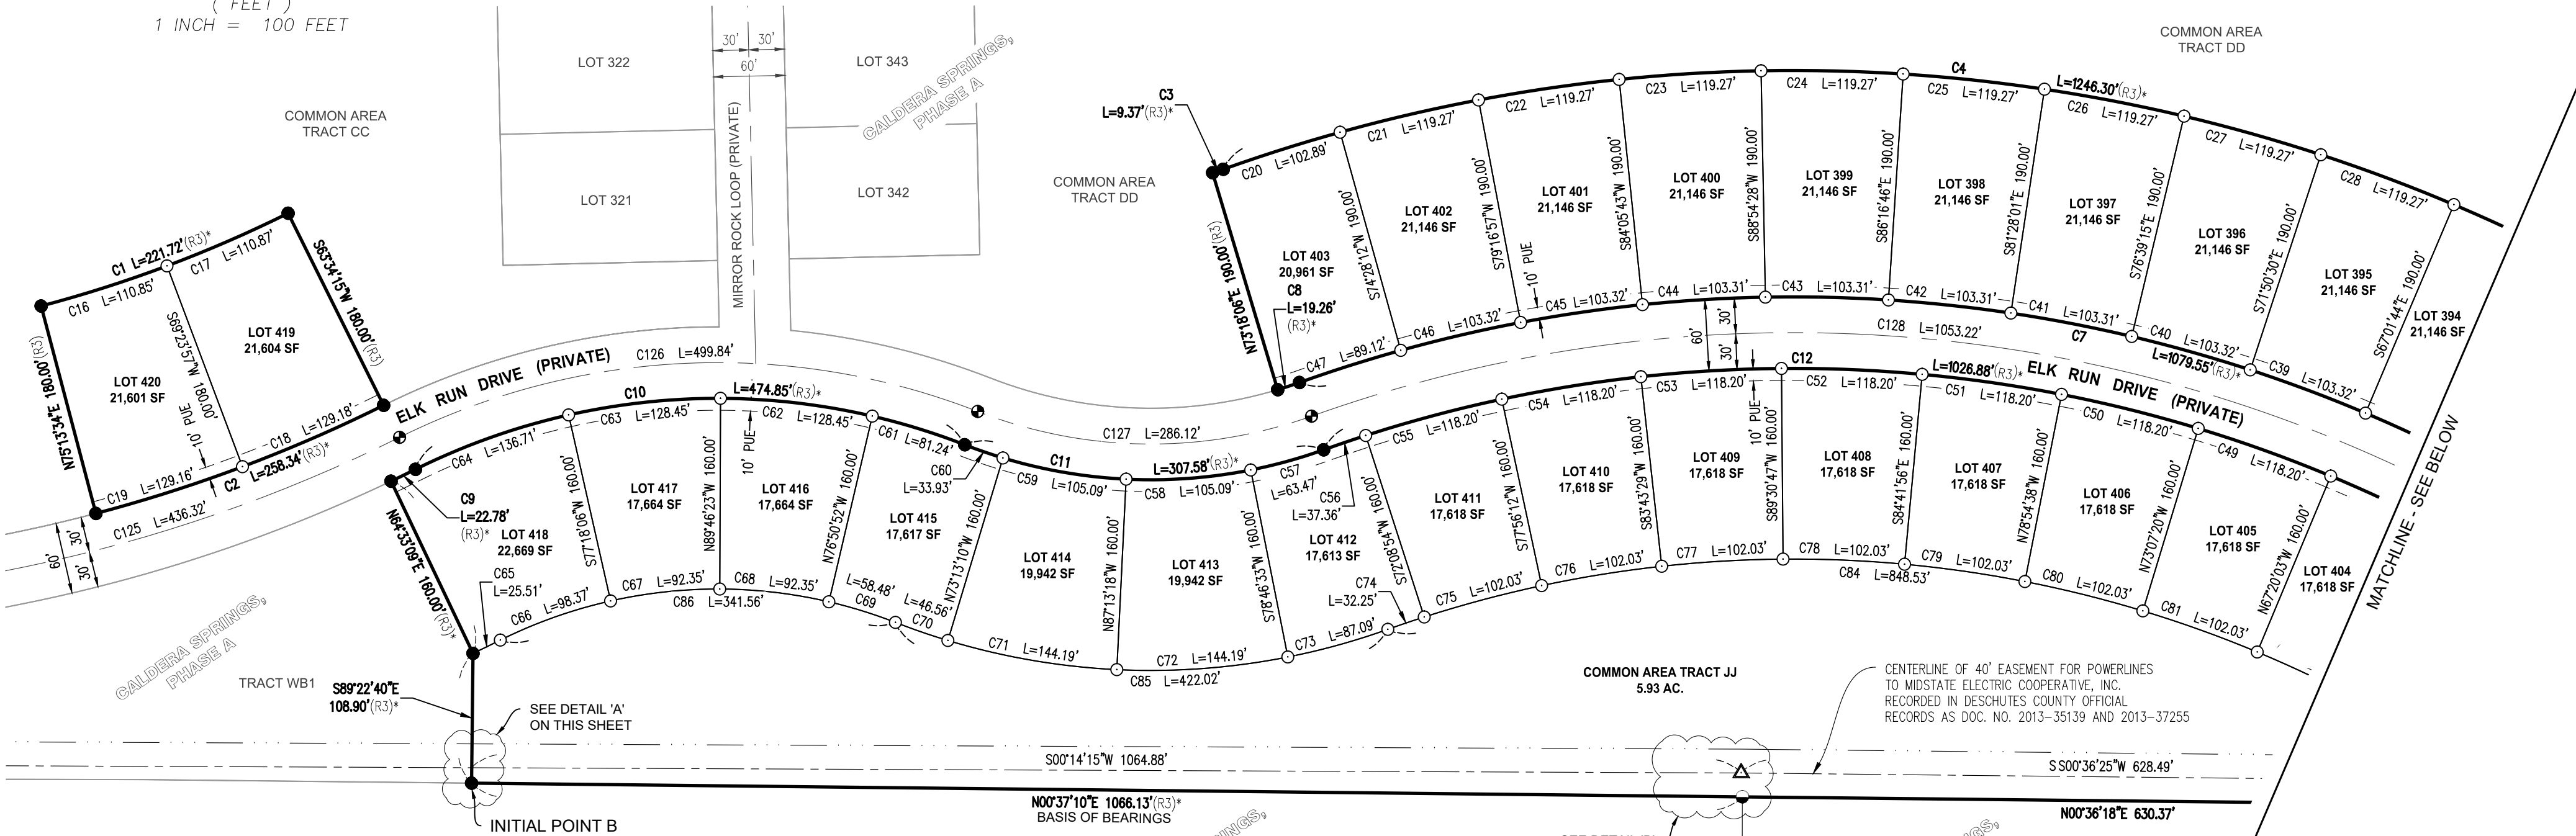 ( FEET )
1 INCH = 100 FEET
COMMON AREA
TRACT CC
LOT 322
LOT 321
30' 30'
60'
MIRROR ROCK LOOP (PRIVATE)
LOT 343
LOT 342
CALDERA SPRINGS,
PHASE A
COMMON AREA
TRACT DD
COMMON AREA
TRACT DD
C1 L=221.72'(R3)*
C16 L=110.85'
C17 L=110.87'
S63°34'15"W 180.00'(R3)
N75°13'34"E 180.00'(R3)
S69°23'57"W 180.00'
LOT 420
21,601 SF
LOT 419
21,604 SF
10' PUE
C19 L=129.16'
C18 L=129.18'
C2 L=258.34'(R3)*
C125 L=436.32'
60'
30'
30'
ELK RUN DRIVE (PRIVATE)
C126 L=499.84'
C127 L=286.12'
C3
L=9.37'(R3)*
C20 L=102.89'
C21 L=119.27'
C22 L=119.27'
C23 L=119.27'
C24 L=119.27'
C4
L=1246.30'(R3)*
C25 L=119.27'
C26 L=119.27'
C27 L=119.27'
C28 L=119.27'
N73°18'06"E 190.00'(R3)
LOT 403
20,961 SF
C8
L=19.26'
(R3)*
S74°28'12"W 190.00'
LOT 402
21,146 SF
S79°16'57"W 190.00'
LOT 401
21,146 SF
S84°05'43"W 190.00'
LOT 400
21,146 SF
S88°54'28"W 190.00'
LOT 399
21,146 SF
S86°16'46"E 190.00'
LOT 398
21,146 SF
S81°28'01"E 190.00'
LOT 397
21,146 SF
S76°39'15"E 190.00'
LOT 396
21,146 SF
S71°50'30"E 190.00'
LOT 395
21,146 SF
S67°01'44"E 190.00'
LOT 394
21,146 SF
10' PUE
C47 L=89.12'
C46 L=103.32'
C45 L=103.32'
C44 L=103.31'
C43 L=103.31'
C42 L=103.31'
C41 L=103.31'
C40 L=103.32'
C39 L=103.32'
C7
L=1079.55'(R3)*
60'
30'
30'
C128 L=1053.22'
ELK RUN DRIVE (PRIVATE)
C9
L=22.78'
(R3)*
C64 L=136.71'
C10
L=474.85'(R3)*
C63 L=128.45'
C62 L=128.45'
C61 L=81.24'
C60
L=33.93'
C11
L=307.58'(R3)*
C59 L=105.09'
C58 L=105.09'
C57 L=63.47'
C56
L=37.36'
C55 L=118.20'
C54 L=118.20'
C53 L=118.20'
C12
L=1026.88'(R3)*
C52 L=118.20'
C51 L=118.20'
C50 L=118.20'
C49 L=118.20'
10' PUE
10' PUE
N64°33'09"E 160.00'(R3)*
LOT 418
22,669 SF
S77°18'06"W 160.00'
LOT 417
17,664 SF
N89°46'23"W 160.00'
LOT 416
17,664 SF
N76°50'52"W 160.00'
LOT 415
17,617 SF
N73°13'10"W 160.00'
LOT 414
19,942 SF
N87°13'18"W 160.00'
LOT 413
19,942 SF
S78°46'33"W 160.00'
LOT 412
17,613 SF
S72°08'54"W 160.00'
LOT 411
17,618 SF
S77°56'12"W 160.00'
LOT 410
17,618 SF
S83°43'29"W 160.00'
LOT 409
17,618 SF
S89°30'47"W 160.00'
LOT 408
17,618 SF
S84°41'56"E 160.00'
LOT 407
17,618 SF
N78°54'38"W 160.00'
LOT 406
17,618 SF
N73°07'20"W 160.00'
LOT 405
17,618 SF
N67°20'03"W 160.00'
LOT 404
17,618 SF
C65
L=25.51'
C66 L=98.37'
C67 L=92.35'
C68 L=92.35'
C86 L=341.56'
L=58.48'
C69
L=46.56'
C70
C71 L=144.19'
C72 L=144.19'
C85 L=422.02'
C73 L=87.09'
C74
L=32.25'
C75 L=102.03'
C76 L=102.03'
C77 L=102.03'
C78 L=102.03'
C84 L=848.53'
C79 L=102.03'
C80 L=102.03'
C81 L=102.03'
MATCHLINE - SEE BELOW
CALDERA SPRINGS,
PHASE A
TRACT WB1
S89°22'40"E
108.90'(R3)*
SEE DETAIL 'A'
ON THIS SHEET
COMMON AREA TRACT JJ
5.93 AC.
CENTERLINE OF 40' EASEMENT FOR POWERLINES
TO MIDSTATE ELECTRIC COOPERATIVE, INC.
RECORDED IN DESCHUTES COUNTY OFFICIAL
RECORDS AS DOC. NO. 2013-35139 AND 2013-37255
S00°14'15"W 1064.88'
S S00°36'25"W 628.49'
N00°37'10"E 1066.13'(R3)*
BASIS OF BEARINGS
N00°36'18"E 630.37'
INITIAL POINT B